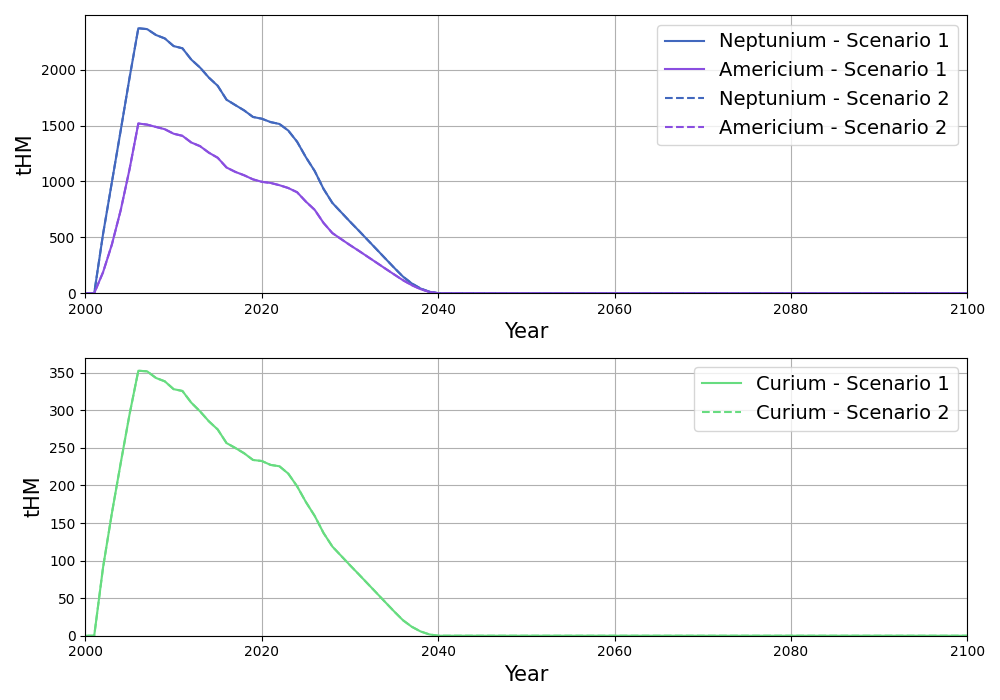 2000
1500
1000
500
0
tHM
Neptunium - Scenario 1
Americium - Scenario 1
Neptunium - Scenario 2
Americium - Scenario 2
2000 2020 2040 2060 2080 2100
Year
350
300
250
200
150
100
50
0
tHM
Curium - Scenario 1
Curium - Scenario 2
2000 2020 2040 2060 2080 2100
Year